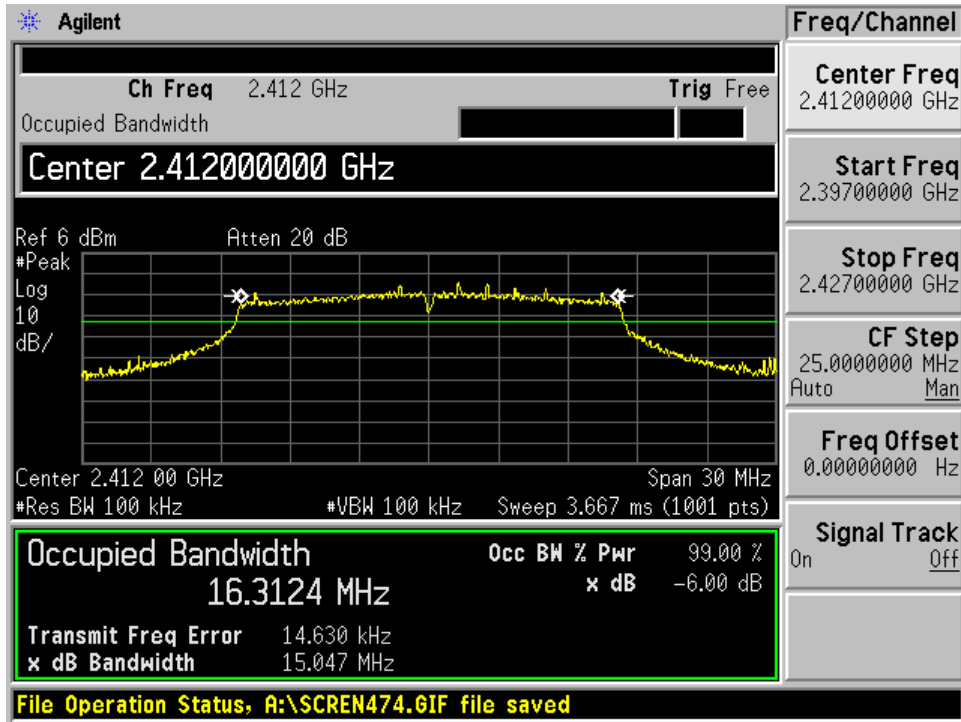 Agilent
Freq/Channel
Ch Freq 2.412 GHz Trig Free
Occupied Bandwidth
Center 2.412000000 GHz
Ref 6 dBm Atten 20 dB
#Peak
Log
10
dB/
Center 2.412 00 GHz Span 30 MHz
#Res BW 100 kHz #VBW 100 kHz Sweep 3.667 ms (1001 pts)
Occupied Bandwidth
16.3124 MHz
Occ BW % Pwr 99.00 %
x dB -6.00 dB
Transmit Freq Error 14.630 kHz
x dB Bandwidth 15.047 MHz
File Operation Status, A:\SCREN474.GIF file saved
Center Freq
2.41200000 GHz
Start Freq
2.39700000 GHz
Stop Freq
2.42700000 GHz
CF Step
25.0000000 MHz
Auto Man
Freq Offset
0.00000000 Hz
Signal Track
On Off